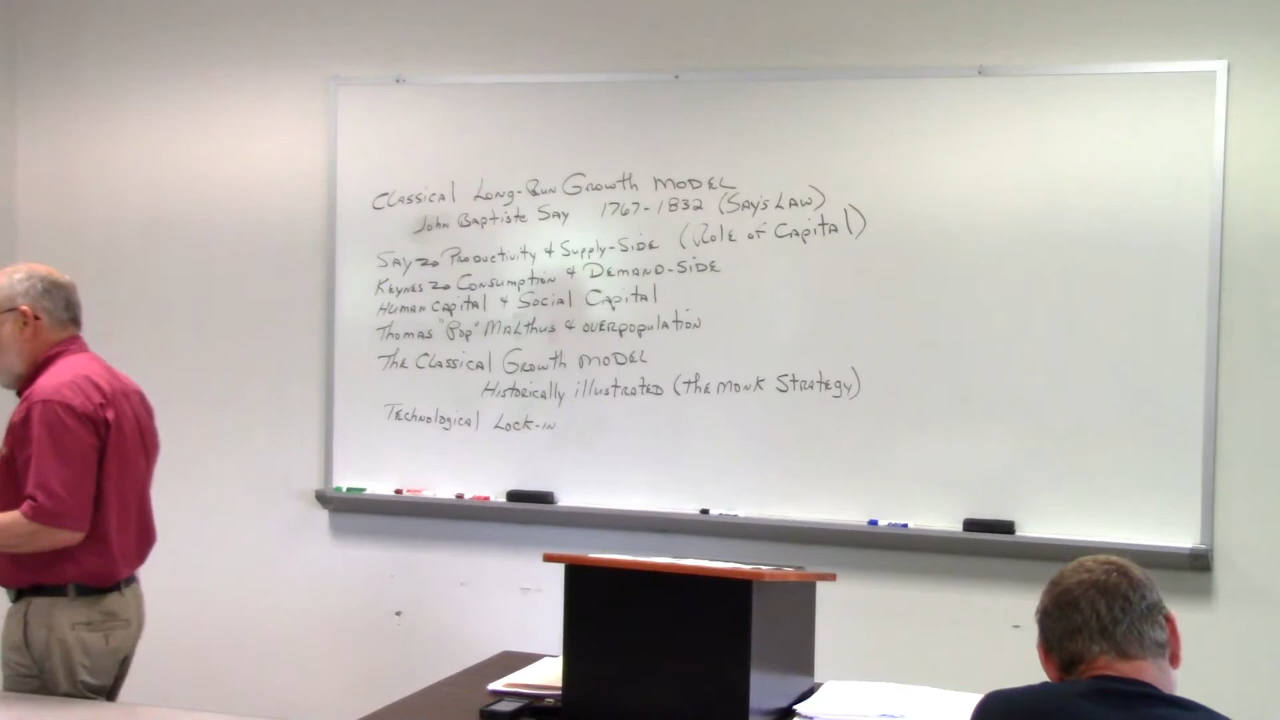 Classical Long-Run Growth Model
John Baptiste Say 1767-1832 (Say's Law)
Say → Productivity & Supply-Side (Role of Capital)
Keynes → Consumption & Demand-Side
Human Capital & Social Capital
Thomas "Pop" Malthus & overpopulation
The Classical Growth Model
Historically illustrated (The Monk Strategy)
Technological Lock-in